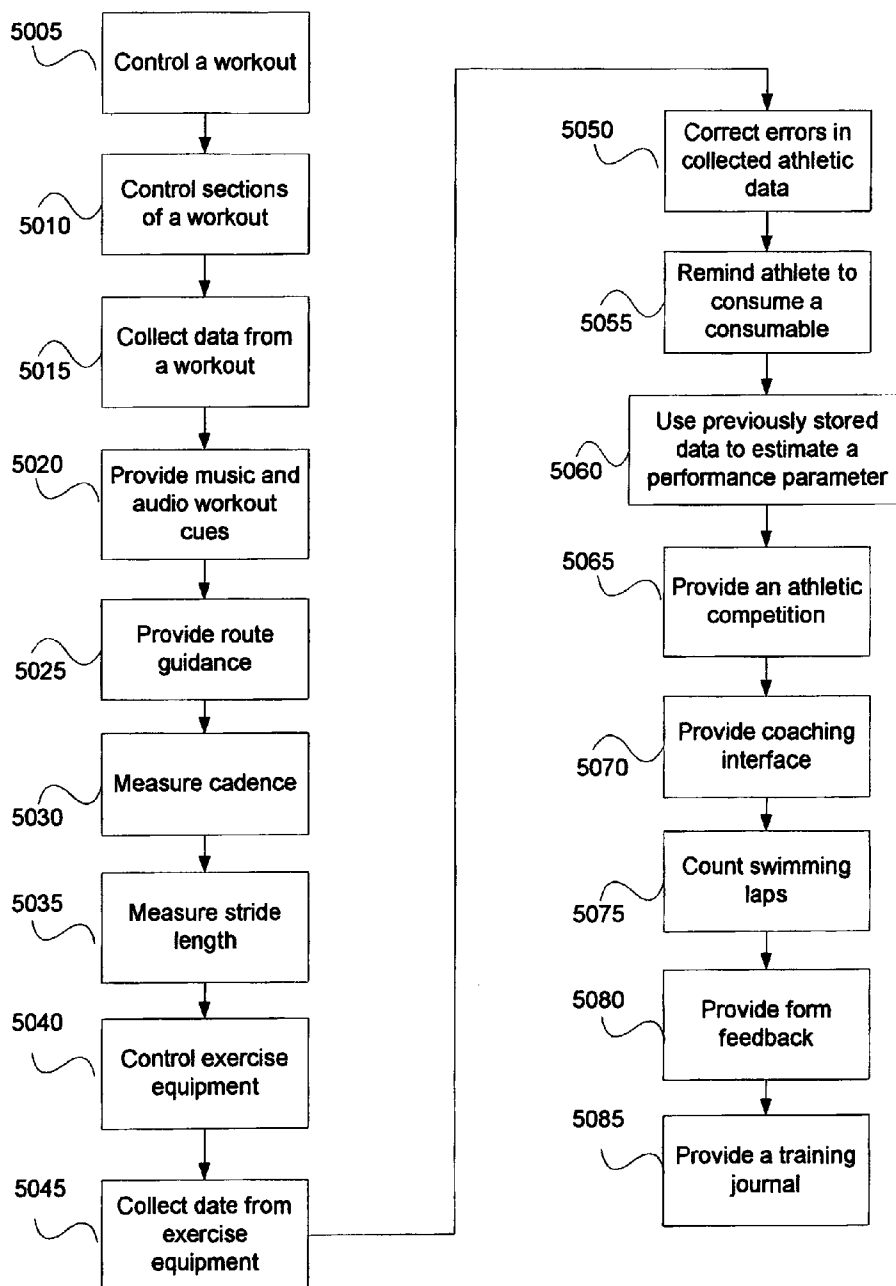 5005
Control a workout
5010
Control sections
of a workout
5015
Collect data from
a workout
5020
Provide music and
audio workout
cues
5025
Provide route
guidance
5030
Measure cadence
5035
Measure stride
length
5040
Control exercise
equipment
5045
Collect date from
exercise
equipment
5050
Correct errors in
collected athletic
data
5055
Remind athlete to
consume a
consumable
5060
Use previously stored
data to estimate a
performance parameter
5065
Provide an athletic
competition
5070
Provide coaching
interface
5075
Count swimming
laps
5080
Provide form
feedback
5085
Provide a training
journal